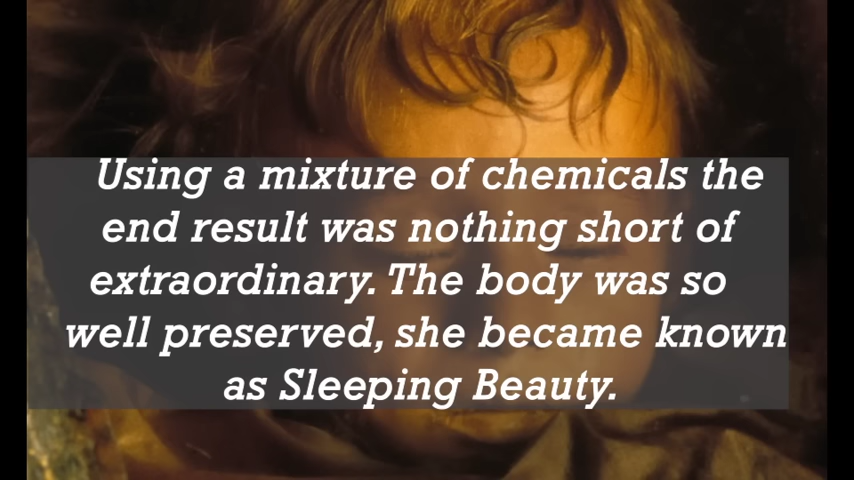 Using a mixture of chemicals the
end result was nothing short of
extraordinary. The body was so
well preserved, she became known
as Sleeping Beauty.